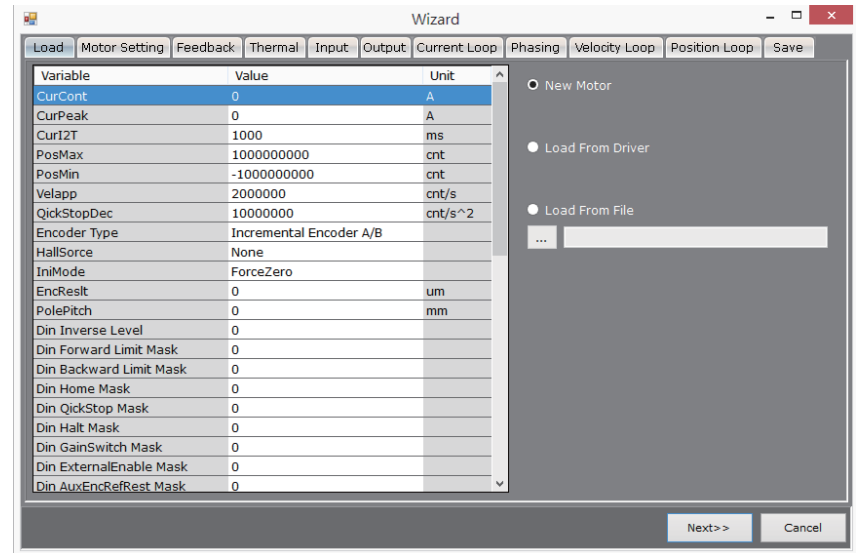 Wizard
Load Motor Setting Feedback Thermal Input Output Current Loop Phasing Velocity Loop Position Loop Save
Variable Value Unit
CurCont 0 A
CurPeak 0 A
CurI2T 1000 ms
PosMax 1000000000 cnt
PosMin -1000000000 cnt
Velapp 2000000 cnt/s
QickStopDec 10000000 cnt/s^2
Encoder Type Incremental Encoder A/B
HallSorce None
IniMode ForceZero
EncReslt 0 um
PolePitch 0 mm
Din Inverse Level 0
Din Forward Limit Mask 0
Din Backward Limit Mask 0
Din Home Mask 0
Din QickStop Mask 0
Din Halt Mask 0
Din GainSwitch Mask 0
Din ExternalEnable Mask 0
Din AuxEncRefRest Mask 0
New Motor
Load From Driver
Load From File
...
Next>> Cancel